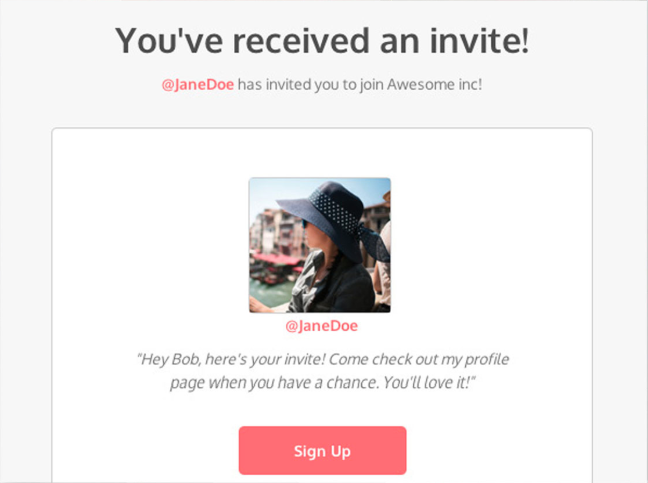 You've received an invite!
@JaneDoe has invited you to join Awesome inc!
@JaneDoe
"Hey Bob, here's your invite! Come check out my profile
page when you have a chance. You'll love it!"
Sign Up